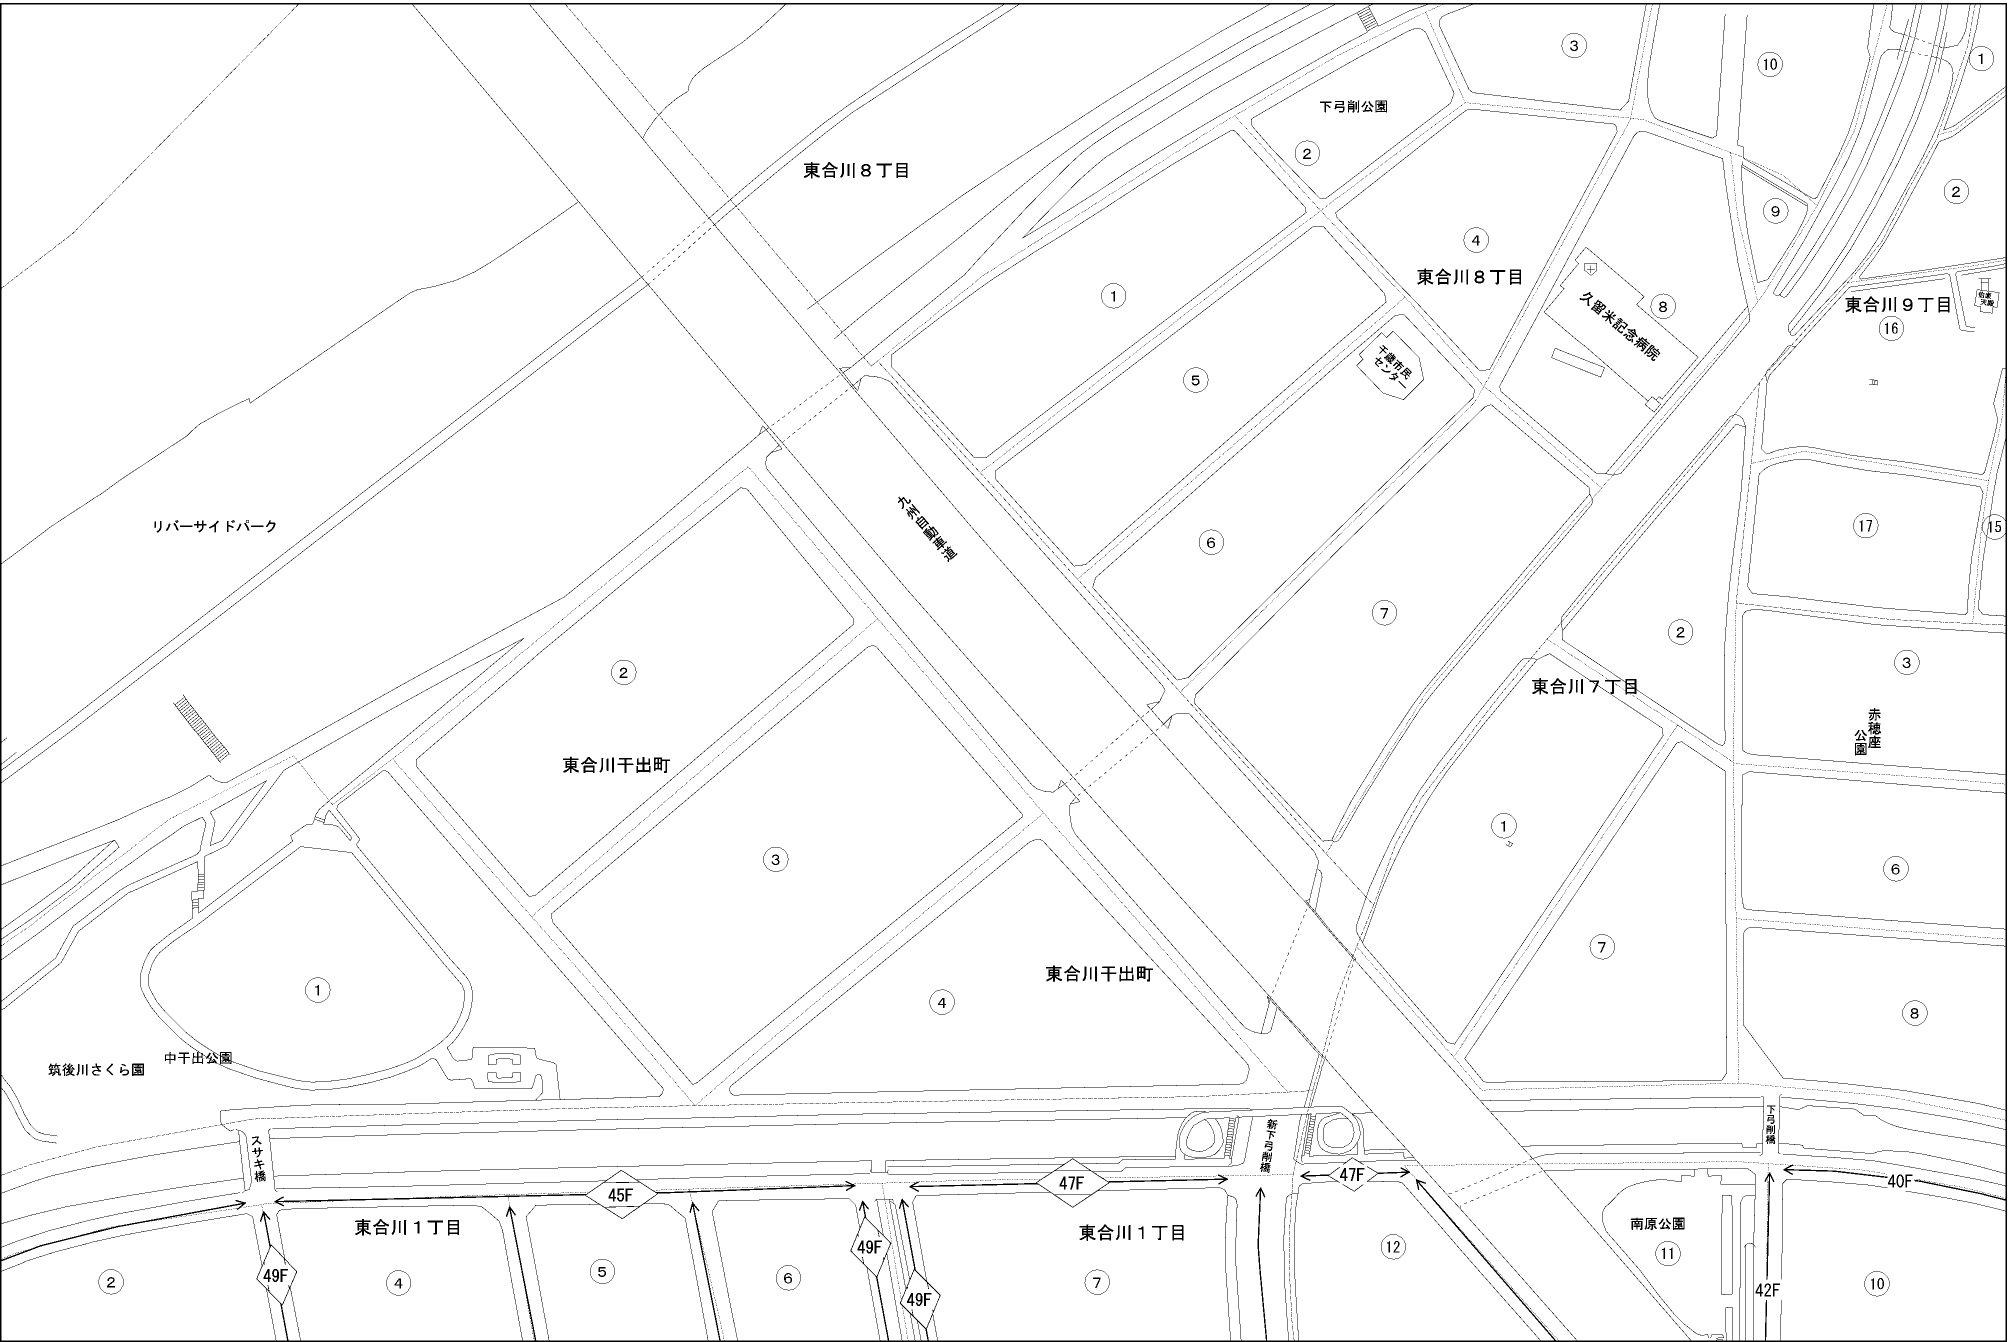 ③
⑩
①
下弓削公園
②
東合川８丁目
②
⑨
④
東合川８丁目
①
⑧
久留米記念病院
東合川９丁目
⑯
千歳市民
センター
⑤
リバーサイドパーク
九州自動車道
⑥
⑰
⑮
⑦
②
③
②
東合川７丁目
赤穂座
公園
東合川干出町
①
③
⑥
⑦
東合川干出町
①
④
⑧
中干出公園
筑後川さくら園
スサキ橋
新下弓削橋
下弓削橋
45F
47F
47F
40F
東合川１丁目
東合川１丁目
南原公園
⑪
49F
49F
49F
42F
②
④
⑤
⑥
⑦
⑫
⑩